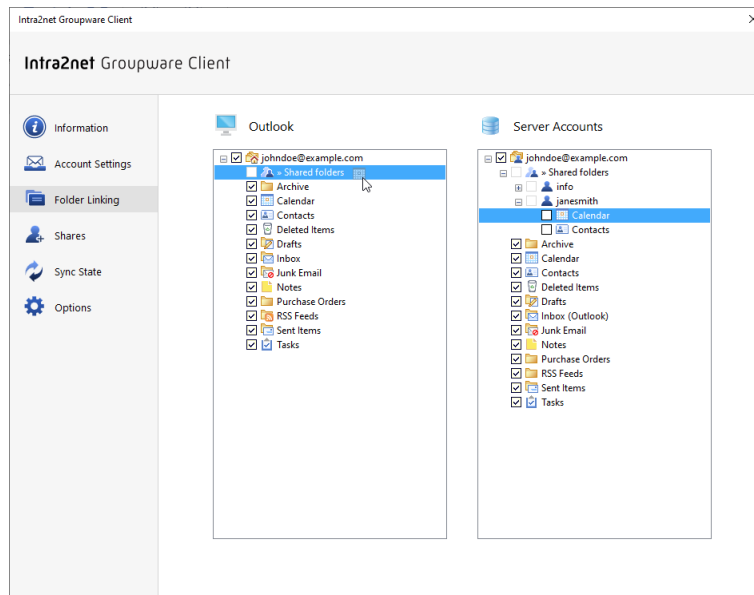 Intra2net Groupware Client
Intra2net Groupware Client
Information
Account Settings
Folder Linking
Shares
Sync State
Options
Outlook
johndoe@example.com
» Shared folders
Archive
Calendar
Contacts
Deleted Items
Drafts
Inbox
Junk Email
Notes
Purchase Orders
RSS Feeds
Sent Items
Tasks
Server Accounts
johndoe@example.com
» Shared folders
info
janesmith
Calendar
Contacts
Archive
Calendar
Contacts
Deleted Items
Drafts
Inbox (Outlook)
Junk Email
Notes
Purchase Orders
RSS Feeds
Sent Items
Tasks